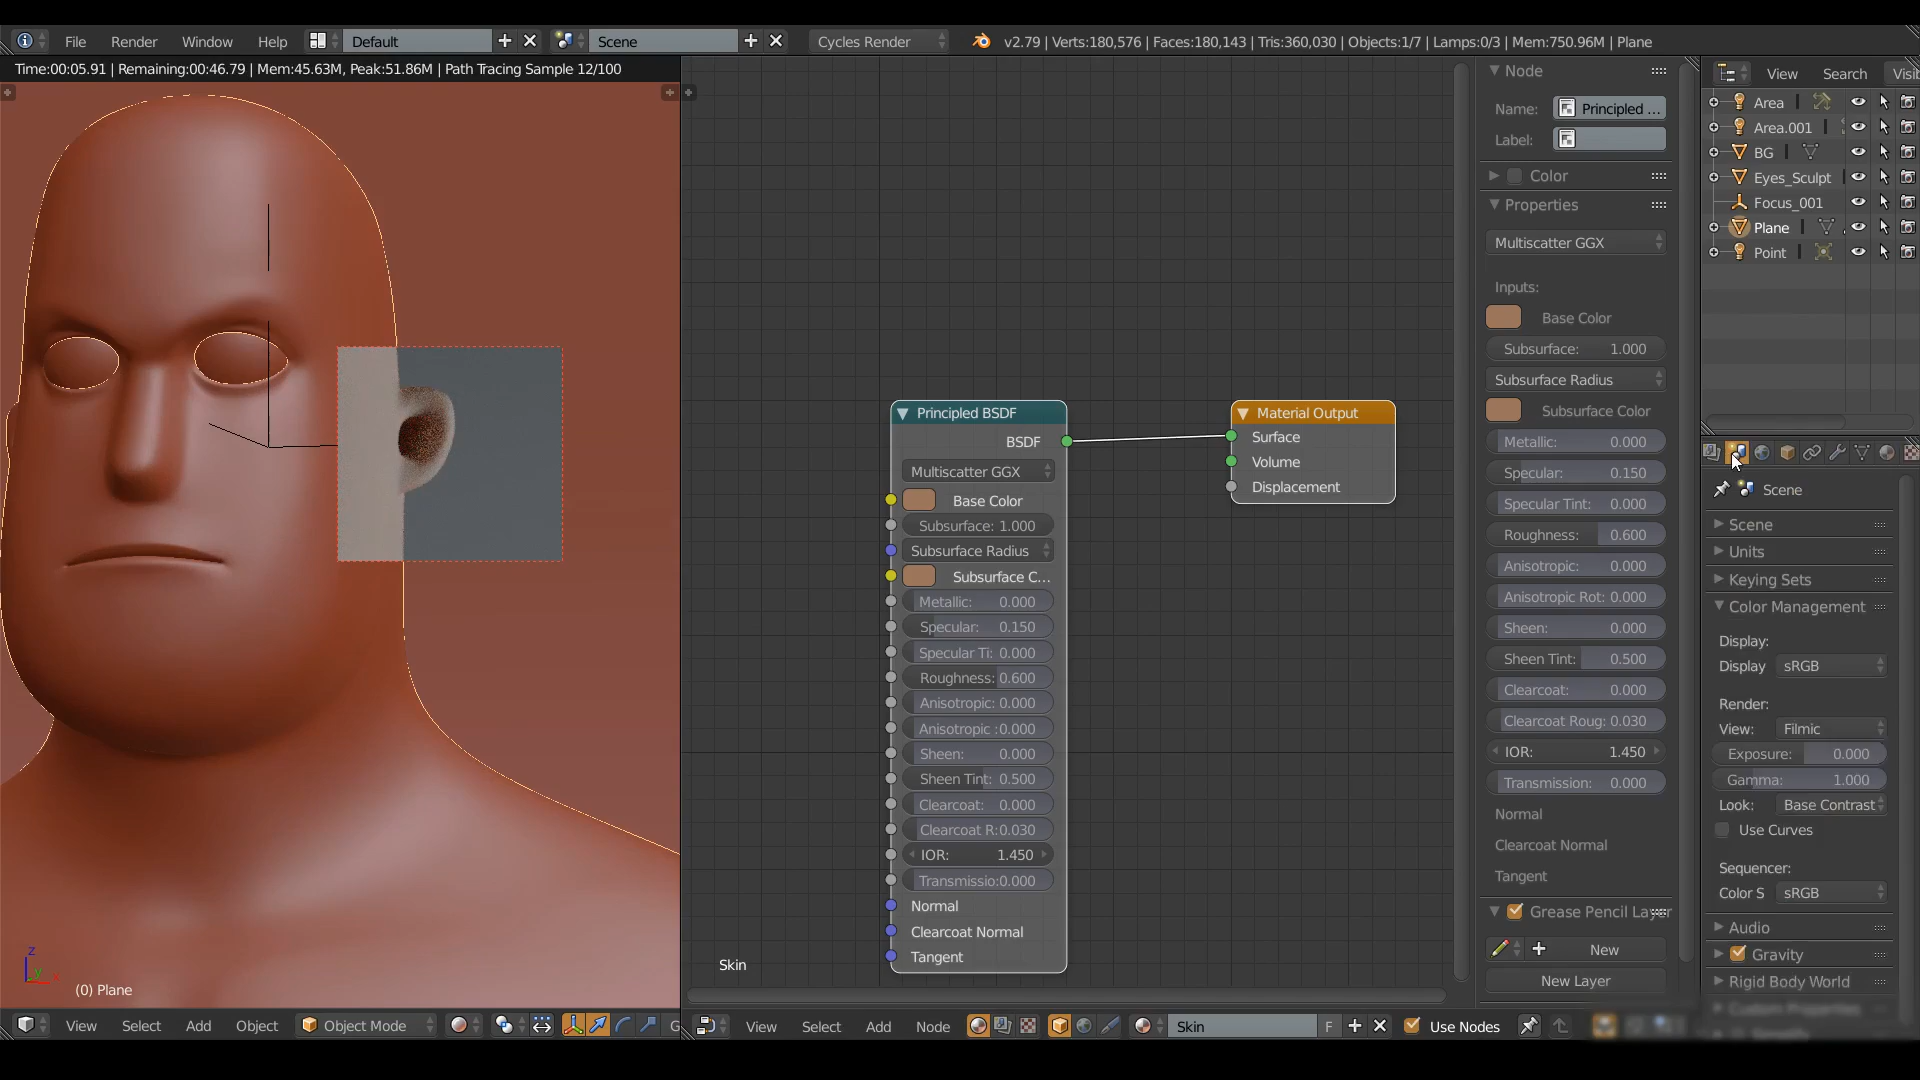 File Render Window Help Default Scene Cycles Render v2.79 | Verts:180,576 | Faces:180,143 | Tris:360,030 | Objects:1/7 | Lamps:0/3 | Mem:750.96M | Plane
Time:00:05.91 | Remaining:00:46.79 | Mem:45.63M, Peak:51.86M | Path Tracing Sample 12/100
(0) Plane
View Select Add Object Object Mode
Principled BSDF
BSDF
Multiscatter GGX
Base Color
Subsurface: 1.000
Subsurface Radius
Subsurface C...
Metallic: 0.000
Specular: 0.150
Specular Ti: 0.000
Roughness: 0.600
Anisotropic: 0.000
Anisotropic :0.000
Sheen: 0.000
Sheen Tint: 0.500
Clearcoat: 0.000
Clearcoat R:0.030
IOR: 1.450
Transmissio:0.000
Normal
Clearcoat Normal
Tangent
Material Output
Surface
Volume
Displacement
Skin
View Select Add Node Skin F Use Nodes
Node
Name: Principled ...
Label:
Color
Properties
Multiscatter GGX
Inputs:
Base Color
Subsurface: 1.000
Subsurface Radius
Subsurface Color
Metallic: 0.000
Specular: 0.150
Specular Tint: 0.000
Roughness: 0.600
Anisotropic: 0.000
Anisotropic Rot: 0.000
Sheen: 0.000
Sheen Tint: 0.500
Clearcoat: 0.000
Clearcoat Roug: 0.030
IOR: 1.450
Transmission: 0.000
Normal
Clearcoat Normal
Tangent
Grease Pencil Layer
New
New Layer
View Search Visi
Area
Area.001
BG
Eyes_Sculpt
Focus_001
Plane
Point
Scene
Scene
Units
Keying Sets
Color Management
Display:
Display sRGB
Render:
View: Filmic
Exposure: 0.000
Gamma: 1.000
Look: Base Contrast
Use Curves
Sequencer:
Color S sRGB
Audio
Gravity
Rigid Body World
Custom Properties